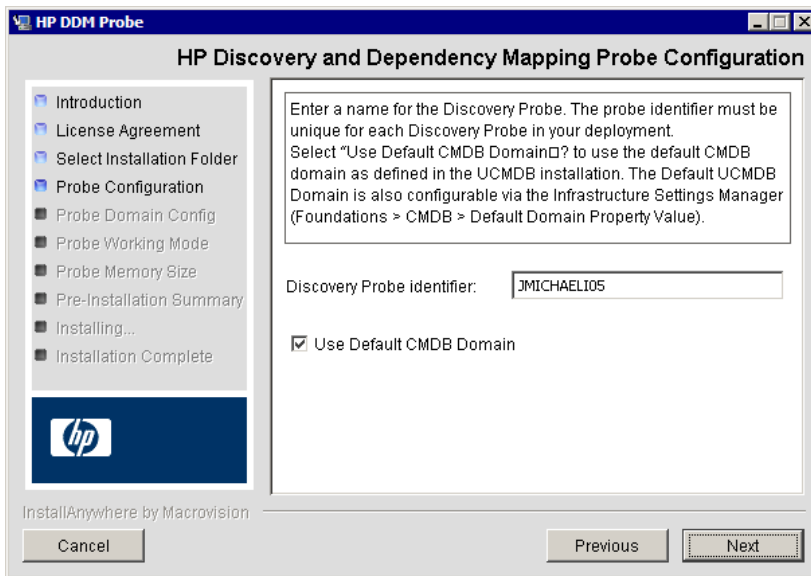 HP DDM Probe
HP Discovery and Dependency Mapping Probe Configuration
Introduction
License Agreement
Select Installation Folder
Probe Configuration
Probe Domain Config
Probe Working Mode
Probe Memory Size
Pre-Installation Summary
Installing...
Installation Complete
hp
Enter a name for the Discovery Probe. The probe identifier must be
unique for each Discovery Probe in your deployment.
Select “Use Default CMDB Domain□? to use the default CMDB
domain as defined in the UCMDB installation. The Default UCMDB
Domain is also configurable via the Infrastructure Settings Manager
(Foundations > CMDB > Default Domain Property Value).
Discovery Probe identifier:
JMICHAELI05
Use Default CMDB Domain
InstallAnywhere by Macrovision
Cancel
Previous
Next